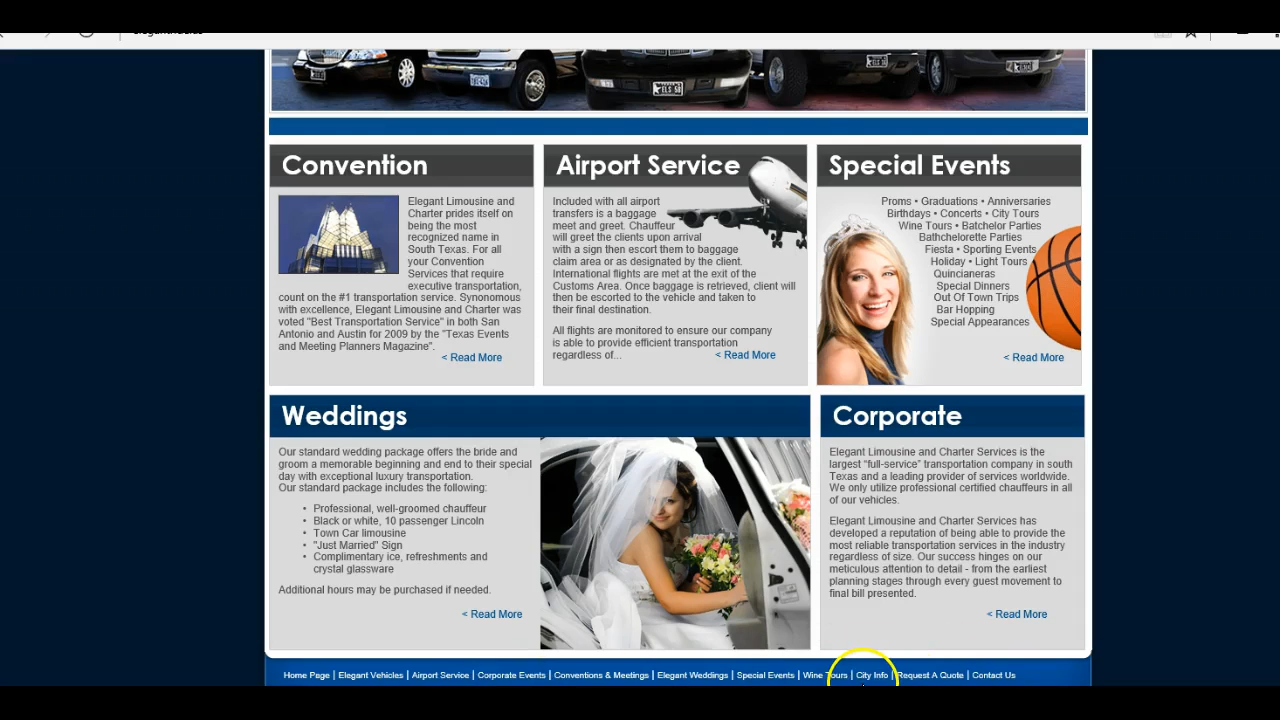 ELS 50
ELS 56
Convention
Elegant Limousine and
Charter prides itself on
being the most
recognized name in
South Texas. For all
your Convention
Services that require
executive transportation,
count on the #1 transportation service. Synonomous
with excellence, Elegant Limousine and Charter was
voted "Best Transportation Service" in both San
Antonio and Austin for 2009 by the "Texas Events
and Meeting Planners Magazine".
< Read More
Airport Service
Included with all airport
transfers is a baggage
meet and greet. Chauffeur
will greet the clients upon arrival
with a sign then escort them to baggage
claim area or as designated by the client.
International flights are met at the exit of the
Customs Area. Once baggage is retrieved, client will
then be escorted to the vehicle and taken to
their final destination.
All flights are monitored to ensure our company
is able to provide efficient transportation
regardless of...
< Read More
Special Events
Proms • Graduations • Anniversaries
Birthdays • Concerts • City Tours
Wine Tours • Batchelor Parties
Bathchelorette Parties
Fiesta • Sporting Events
Holiday • Light Tours
Quincianeras
Special Dinners
Out Of Town Trips
Bar Hopping
Special Appearances
< Read More
Weddings
Our standard wedding package offers the bride and
groom a memorable beginning and end to their special
day with exceptional luxury transportation.
Our standard package includes the following:
• Professional, well-groomed chauffeur
• Black or white, 10 passenger Lincoln
• Town Car limousine
• "Just Married" Sign
• Complimentary ice, refreshments and
crystal glassware
Additional hours may be purchased if needed.
< Read More
Corporate
Elegant Limousine and Charter Services is the
largest “full-service” transportation company in south
Texas and a leading provider of services worldwide.
We only utilize professional certified chauffeurs in all
of our vehicles.
Elegant Limousine and Charter Services has
developed a reputation of being able to provide the
most reliable transportation services in the industry
regardless of size. Our success hinges on our
meticulous attention to detail - from the earliest
planning stages through every guest movement to
final bill presented.
< Read More
Home Page | Elegant Vehicles | Airport Service | Corporate Events | Conventions & Meetings | Elegant Weddings | Special Events | Wine Tours | City Info | Request A Quote | Contact Us